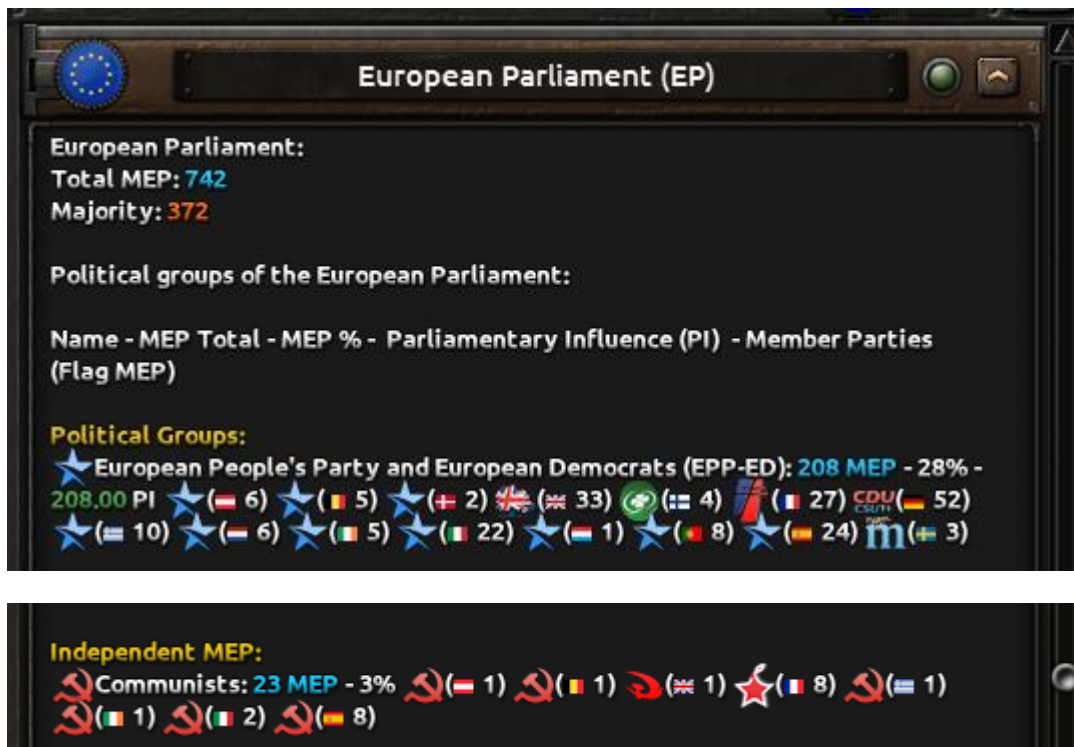 European Parliament (EP)
European Parliament:
Total MEP: 742
Majority: 372
Political groups of the European Parliament:
Name - MEP Total - MEP % - Parliamentary Influence (PI) - Member Parties
(Flag MEP)
Political Groups:
European People's Party and European Democrats (EPP-ED): 208 MEP - 28% -
208.00 PI ( 6) ( 5) ( 2) ( 33) ( 4) ( 27) CDU CSU ( 52)
( 10) ( 6) ( 5) ( 22) ( 1) ( 8) ( 24) m ( 3)
Independent MEP:
Communists: 23 MEP - 3% ( 1) ( 1) ( 1) ( 8) ( 1)
( 1) ( 2) ( 8)